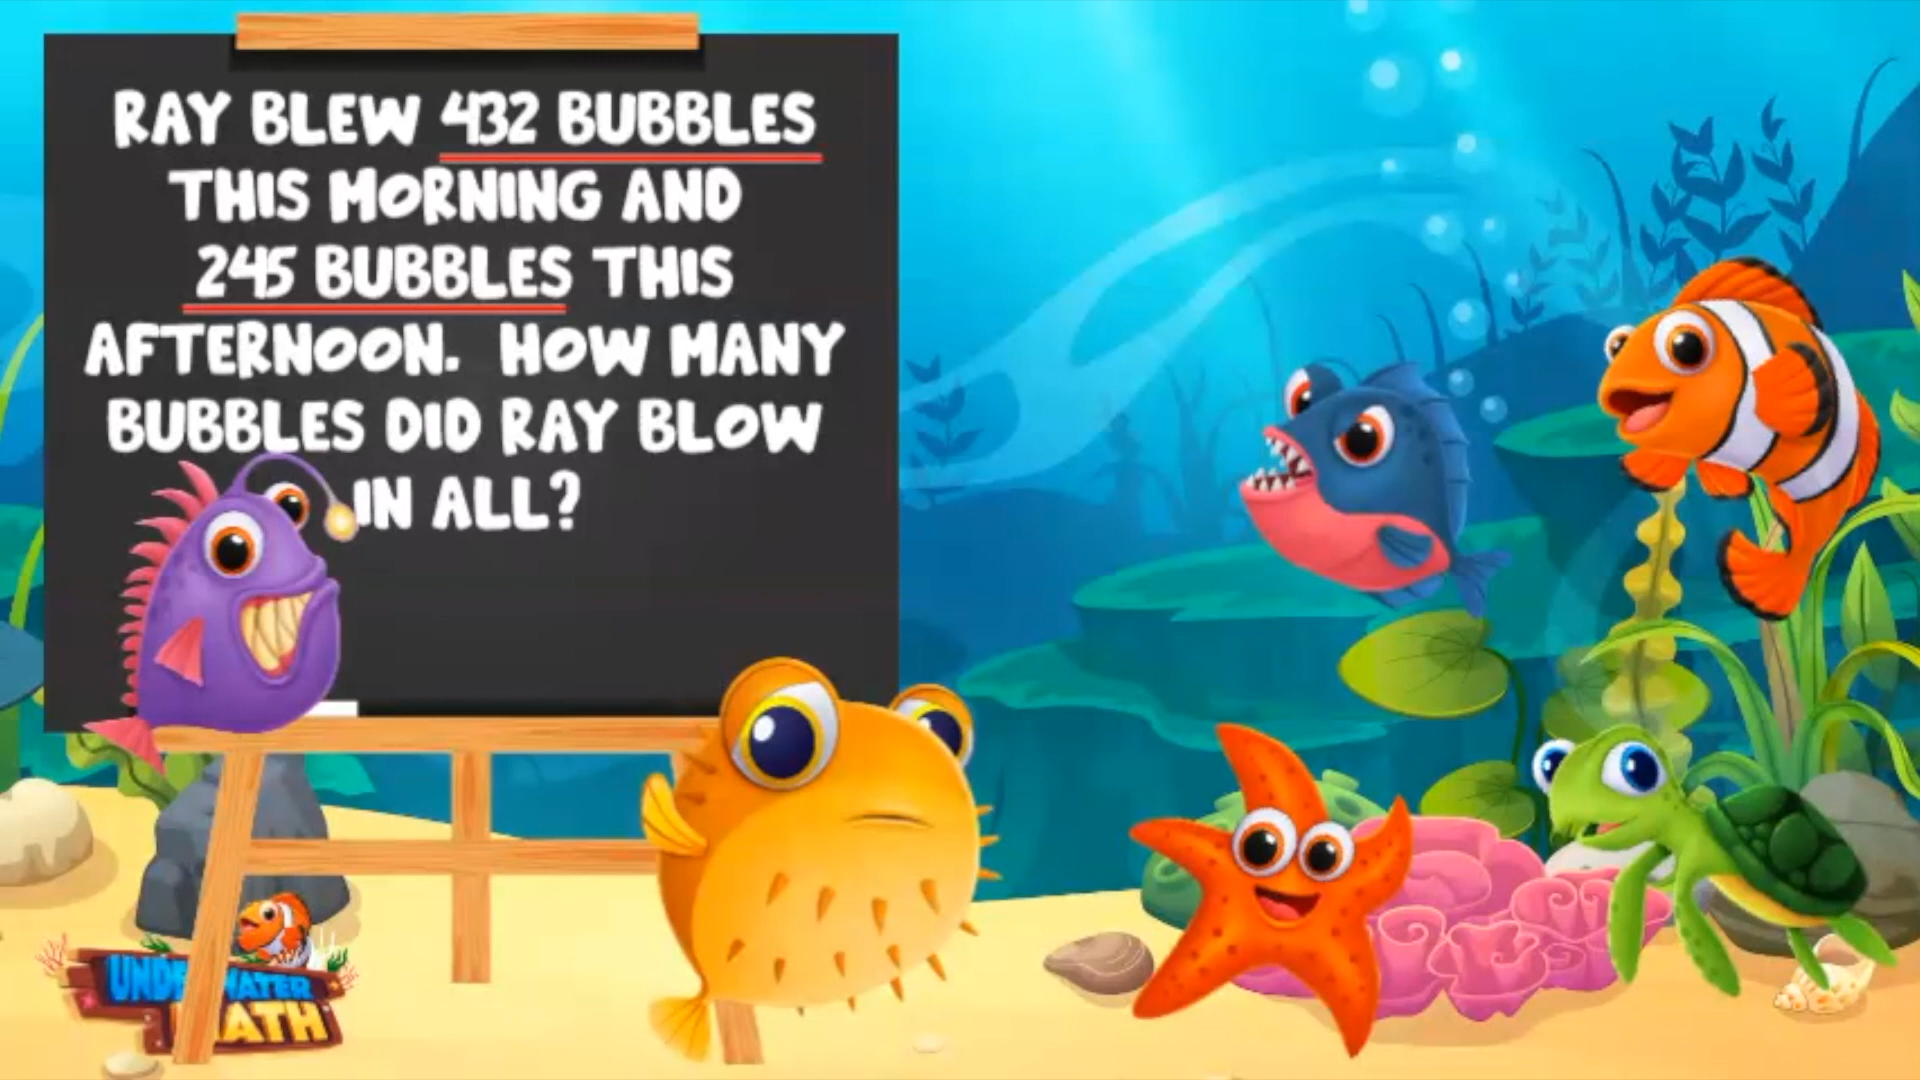 RAY BLEW 432 BUBBLES
THIS MORNING AND
245 BUBBLES THIS
AFTERNOON. HOW MANY
BUBBLES DID RAY BLOW
IN ALL?